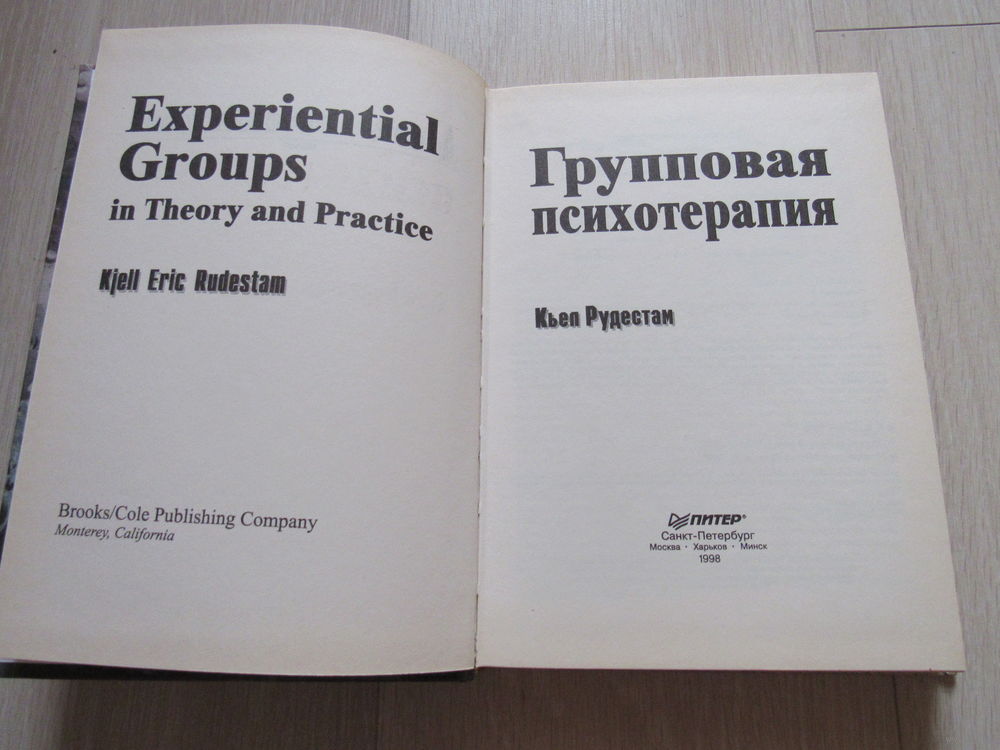 Experiential
Groups
in Theory and Practice
Kjell Eric Rudestam
Brooks/Cole Publishing Company
Monterey, California
Групповая
психотерапия
Кьел Рудестам
ПИТЕР®
Санкт-Петербург
Москва · Харьков · Минск
1998